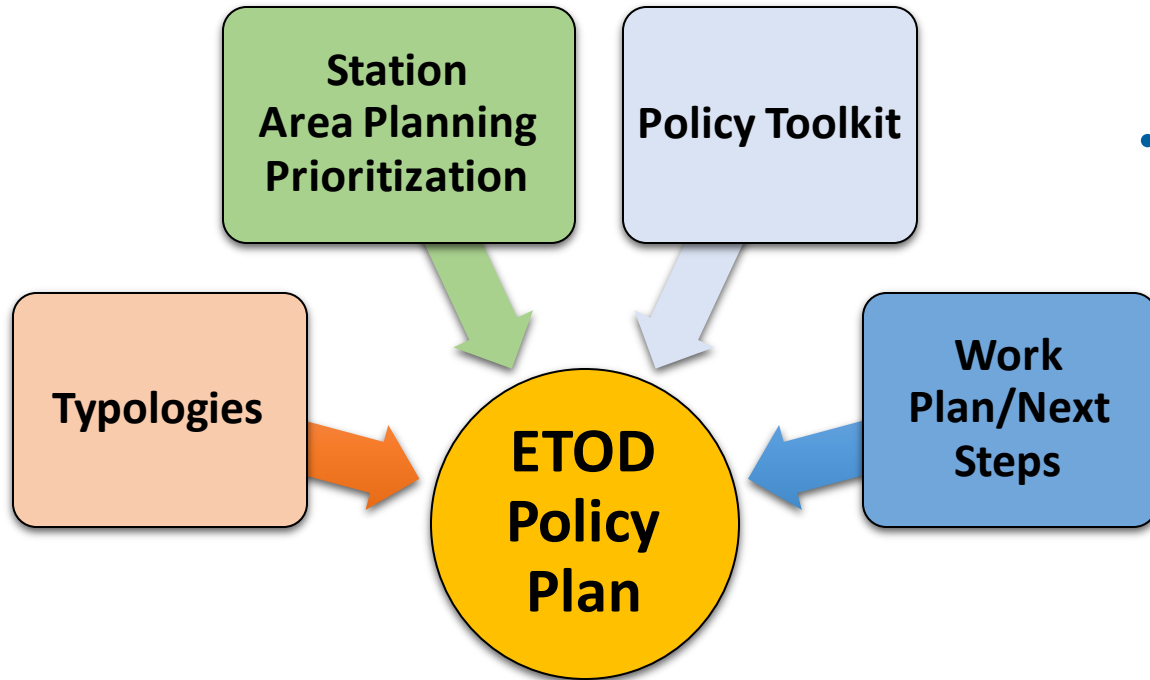 Station
Area Planning
Prioritization
Policy Toolkit
Typologies
Work
Plan/Next
Steps
ETOD
Policy
Plan